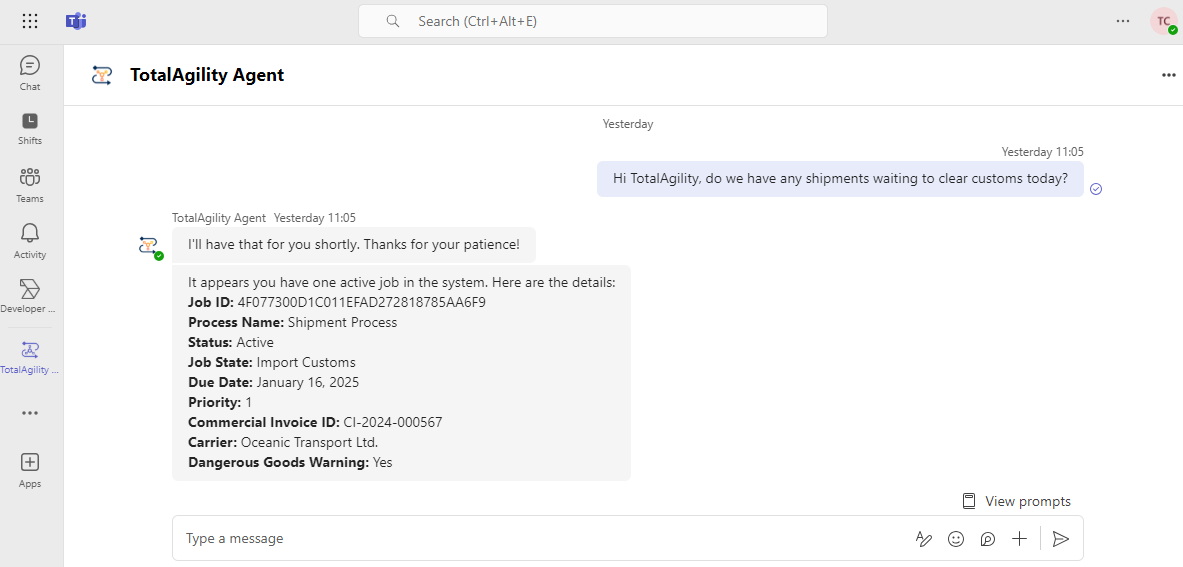 Search (Ctrl+Alt+E)
TC
Chat
Shifts
Teams
Activity
Developer ...
TotalAgility ...
Apps
TotalAgility Agent
Yesterday
Yesterday 11:05
Hi TotalAgility, do we have any shipments waiting to clear customs today?
TotalAgility Agent Yesterday 11:05
I'll have that for you shortly. Thanks for your patience!
It appears you have one active job in the system. Here are the details:
Job ID: 4F077300D1C011EFAD272818785AA6F9
Process Name: Shipment Process
Status: Active
Job State: Import Customs
Due Date: January 16, 2025
Priority: 1
Commercial Invoice ID: CI-2024-000567
Carrier: Oceanic Transport Ltd.
Dangerous Goods Warning: Yes
View prompts
Type a message